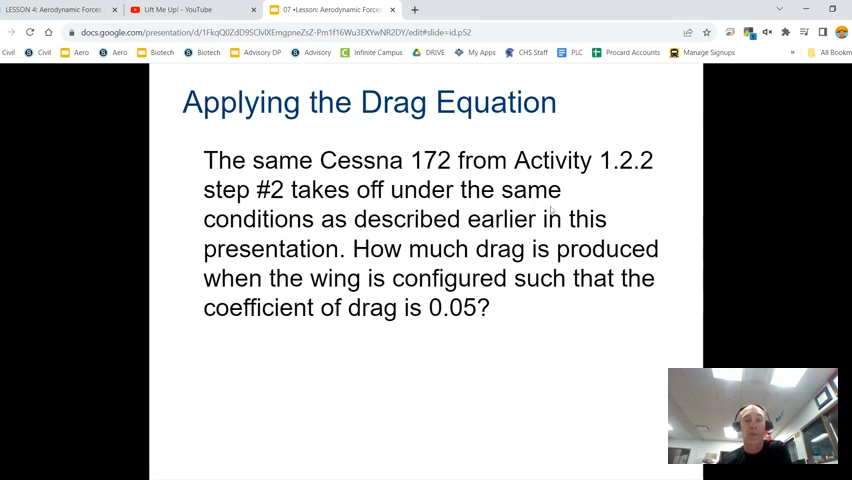 LESSON 4: Aerodynamic Forces
Lift Me Up! - YouTube
07 •Lesson: Aerodynamic Forces
docs.google.com/presentation/d/1FkqQ0ZdD9SClvlXEmgpneZsZ-Pm1f16Wu3EXYwNR2DY/edit#slide=id.p52
Civil Civil Aero Aero Biotech Biotech Advisory DP Advisory Infinite Campus DRIVE My Apps CHS Staff PLC Procard Accounts Manage Signups » All Bookm
Applying the Drag Equation
The same Cessna 172 from Activity 1.2.2
step #2 takes off under the same
conditions as described earlier in this
presentation. How much drag is produced
when the wing is configured such that the
coefficient of drag is 0.05?